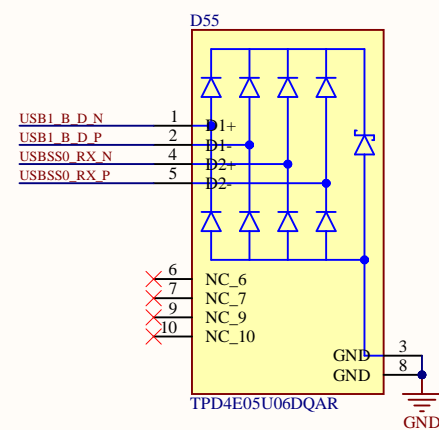 D55
USB1_B_D_N 1 D1+
USB1_B_D_P 2 D1-
USBSS0_RX_N 4 D2+
USBSS0_RX_P 5 D2-
6 NC_6
7 NC_7
9 NC_9
10 NC_10
GND 3
GND 8
TPD4E05U06DQAR
GND